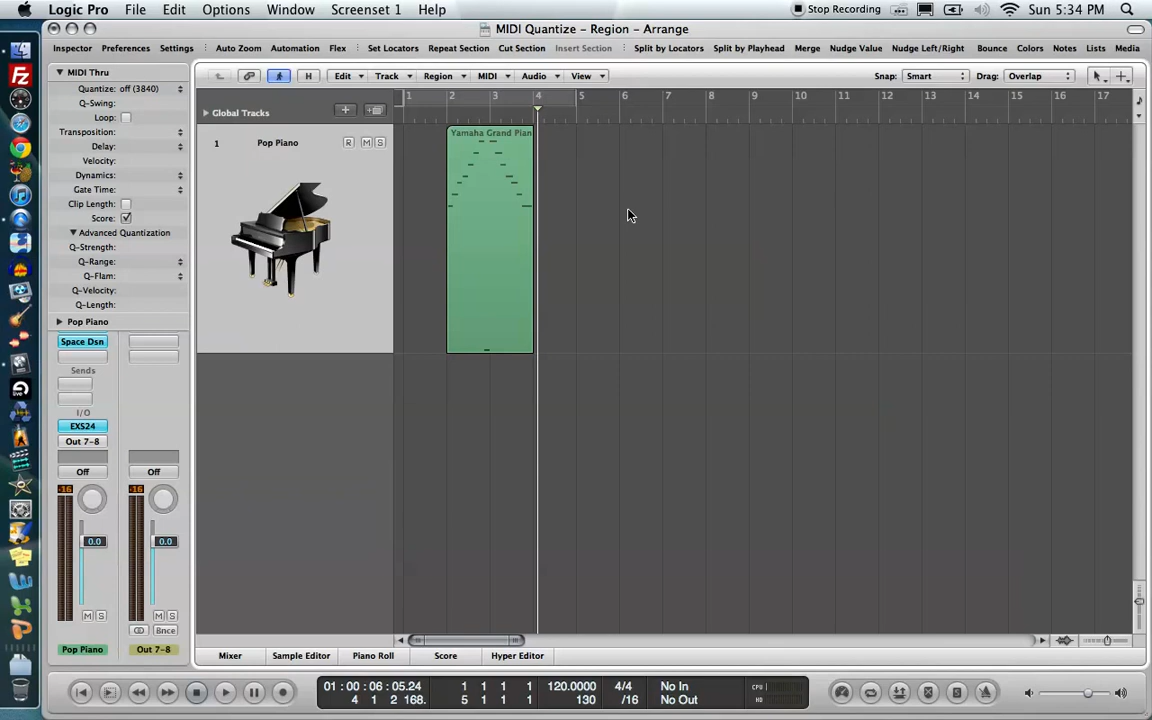 Logic Pro File Edit Options Window Screenset 1 Help Stop Recording Sun 5:34 PM
MIDI Quantize – Region – Arrange
Inspector Preferences Settings Auto Zoom Automation Flex Set Locators Repeat Section Cut Section Insert Section Split by Locators Split by Playhead Merge Nudge Value Nudge Left/Right Bounce Colors Notes Lists Media
MIDI Thru
H Edit Track Region MIDI Audio View Snap: Smart Drag: Overlap
Quantize: off (3840)
1 2 3 4 5 6 7 8 9 10 11 12 13 14 15 16 17
Q-Swing:
Loop:
Global Tracks
Transposition:
Delay:
1 Pop Piano R M S
Yamaha Grand Pian
Velocity:
Dynamics:
Gate Time:
Clip Length:
Score:
Advanced Quantization
Q-Strength:
Q-Range:
Q-Flam:
Q-Velocity:
Q-Length:
Pop Piano
Space Dsn
Sends
I/O
EXS24
Out 7-8
Off Off
-16 -16
0.0 0.0
M S M S
Bnce
Pop Piano Out 7-8
Mixer Sample Editor Piano Roll Score Hyper Editor
01:00:06:05.24 1 1 1 1 120.0000 4/4 No In CPU
4 1 2 168. 5 1 1 1 130 /16 No Out HD
S